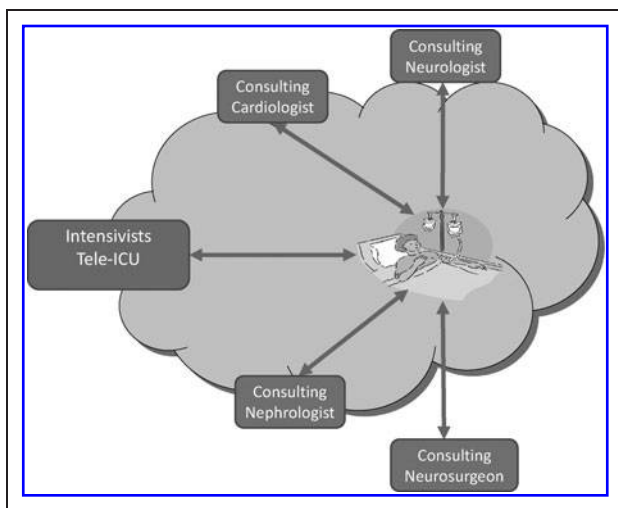 Consulting
Neurologist
Consulting
Cardiologist
Intensivists
Tele-ICU
Consulting
Nephrologist
Consulting
Neurosurgeon